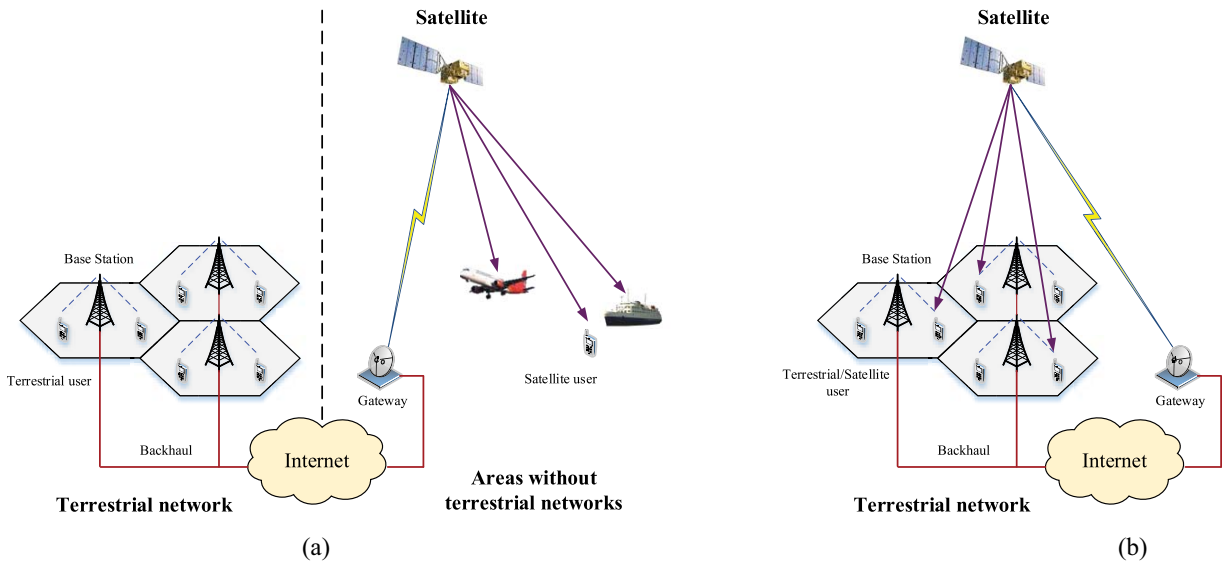 Satellite
Base Station
Terrestrial user
Satellite user
Gateway
Backhaul
Internet
Terrestrial network
Areas without
terrestrial networks
(a)
Satellite
Base Station
Terrestrial/Satellite
user
Gateway
Backhaul
Internet
Terrestrial network
(b)